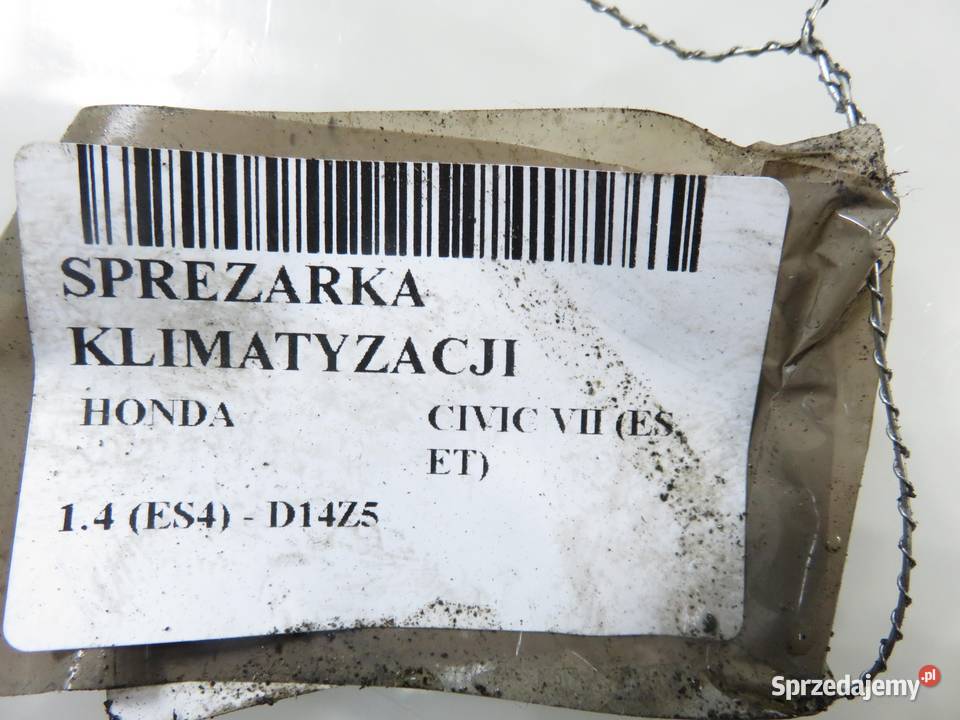 SPREZARKA
KLIMATYZACJI
HONDA CIVIC VII (ES,
ET)
1.4 (ES4) - D14Z5
Sprzedajemy.pl